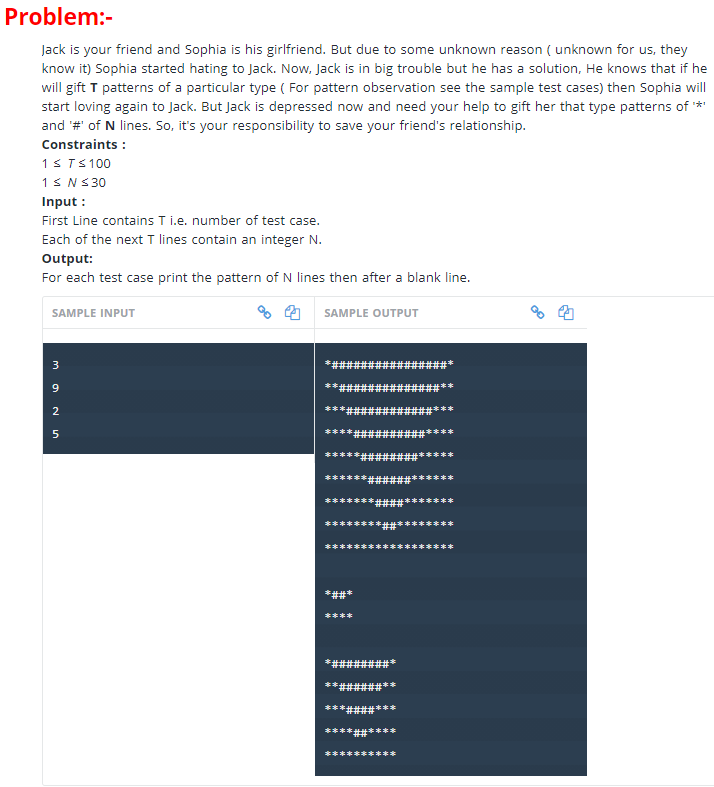 Problem:-
Jack is your friend and Sophia is his girlfriend. But due to some unknown reason ( unknown for us, they
know it) Sophia started hating to Jack. Now, Jack is in big trouble but he has a solution, He knows that if he
will gift T patterns of a particular type ( For pattern observation see the sample test cases) then Sophia will
start loving again to Jack. But Jack is depressed now and need your help to gift her that type patterns of '*'
and '#' of N lines. So, it's your responsibility to save your friend's relationship.
Constraints :
1 ≤ T ≤ 100
1 ≤ N ≤ 30
Input :
First Line contains T i.e. number of test case.
Each of the next T lines contain an integer N.
Output:
For each test case print the pattern of N lines then after a blank line.
SAMPLE INPUT
3
9
2
5
SAMPLE OUTPUT
*################*
**##############**
***############***
****##########****
*****########*****
******######******
*******####*******
********##********
******************
*##*
****
*########*
**######**
***####***
****##****
**********